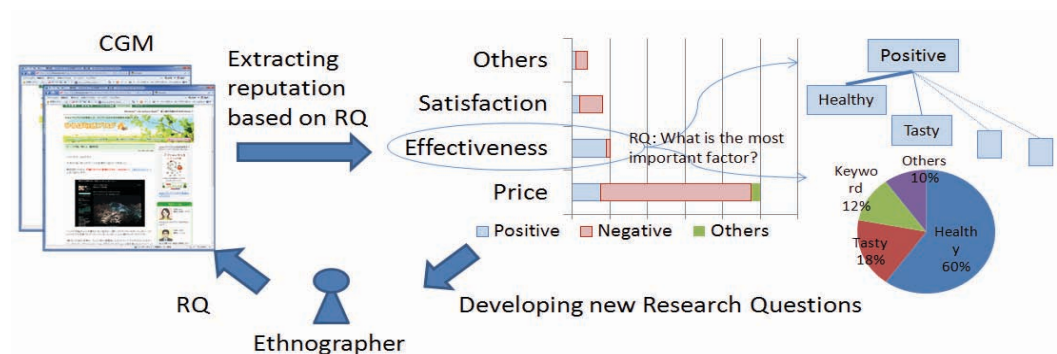 CGM
Extracting
reputation
based on RQ
Others
Satisfaction
Effectiveness
Price
RQ: What is the most
important factor?
Positive
Negative
Others
Positive
Healthy
Tasty
Others
10%
Keywo
rd
12%
Tasty
18%
Health
y
60%
RQ
Ethnographer
Developing new Research Questions